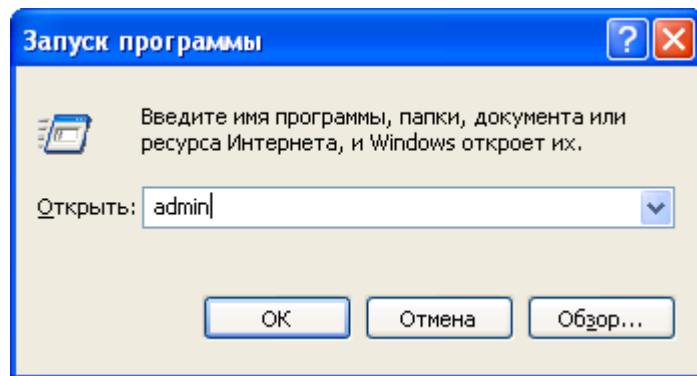 Запуск программы
Введите имя программы, папки, документа или
ресурса Интернета, и Windows откроет их.
Открыть: admin
ОК Отмена Обзор...